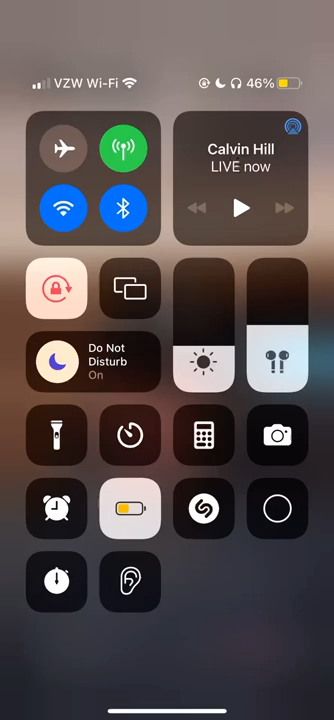 VZW Wi-Fi 46%
Calvin Hill
LIVE now
Do Not
Disturb
On